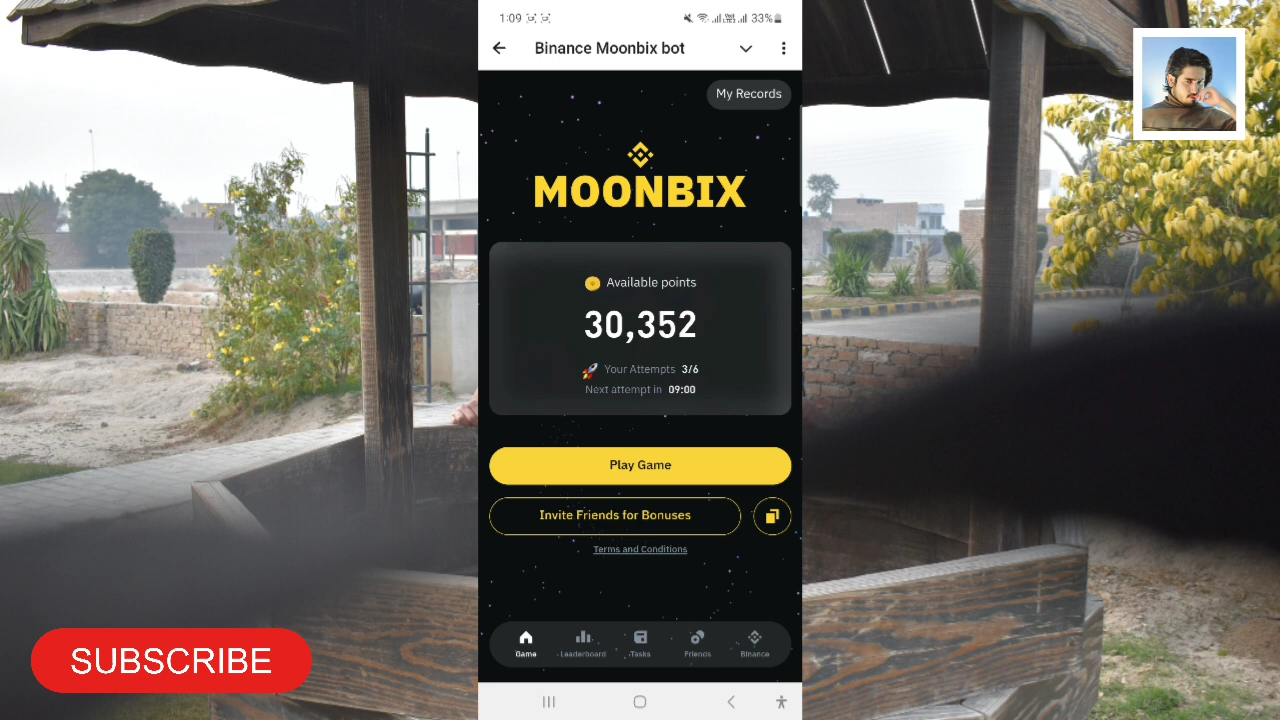 1:09
33%
Binance Moonbix bot
My Records
MOONBIX
Available points
30,352
Your Attempts 3/6
Next attempt in 09:00
Play Game
Invite Friends for Bonuses
Terms and Conditions
Game Leaderboard Tasks Friends Binance
SUBSCRIBE